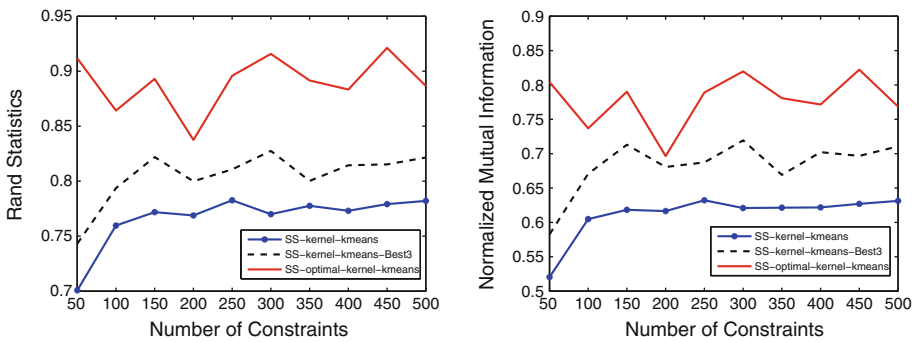 0.95
0.9
0.85
0.8
0.75
0.7
Rand Statistics
50 100 150 200 250 300 350 400 450 500
Number of Constraints
SS-kernel-kmeans
SS-kernel-kmeans-Best3
SS-optimal-kernel-kmeans
0.9
0.85
0.8
0.75
0.7
0.65
0.6
0.55
0.5
Normalized Mutual Information
50 100 150 200 250 300 350 400 450 500
Number of Constraints
SS-kernel-kmeans
SS-kernel-kmeans-Best3
SS-optimal-kernel-kmeans